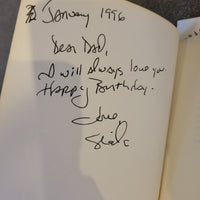 January 1996
Dear Dad,
I will always love you.
Happy Birthday.
Love,